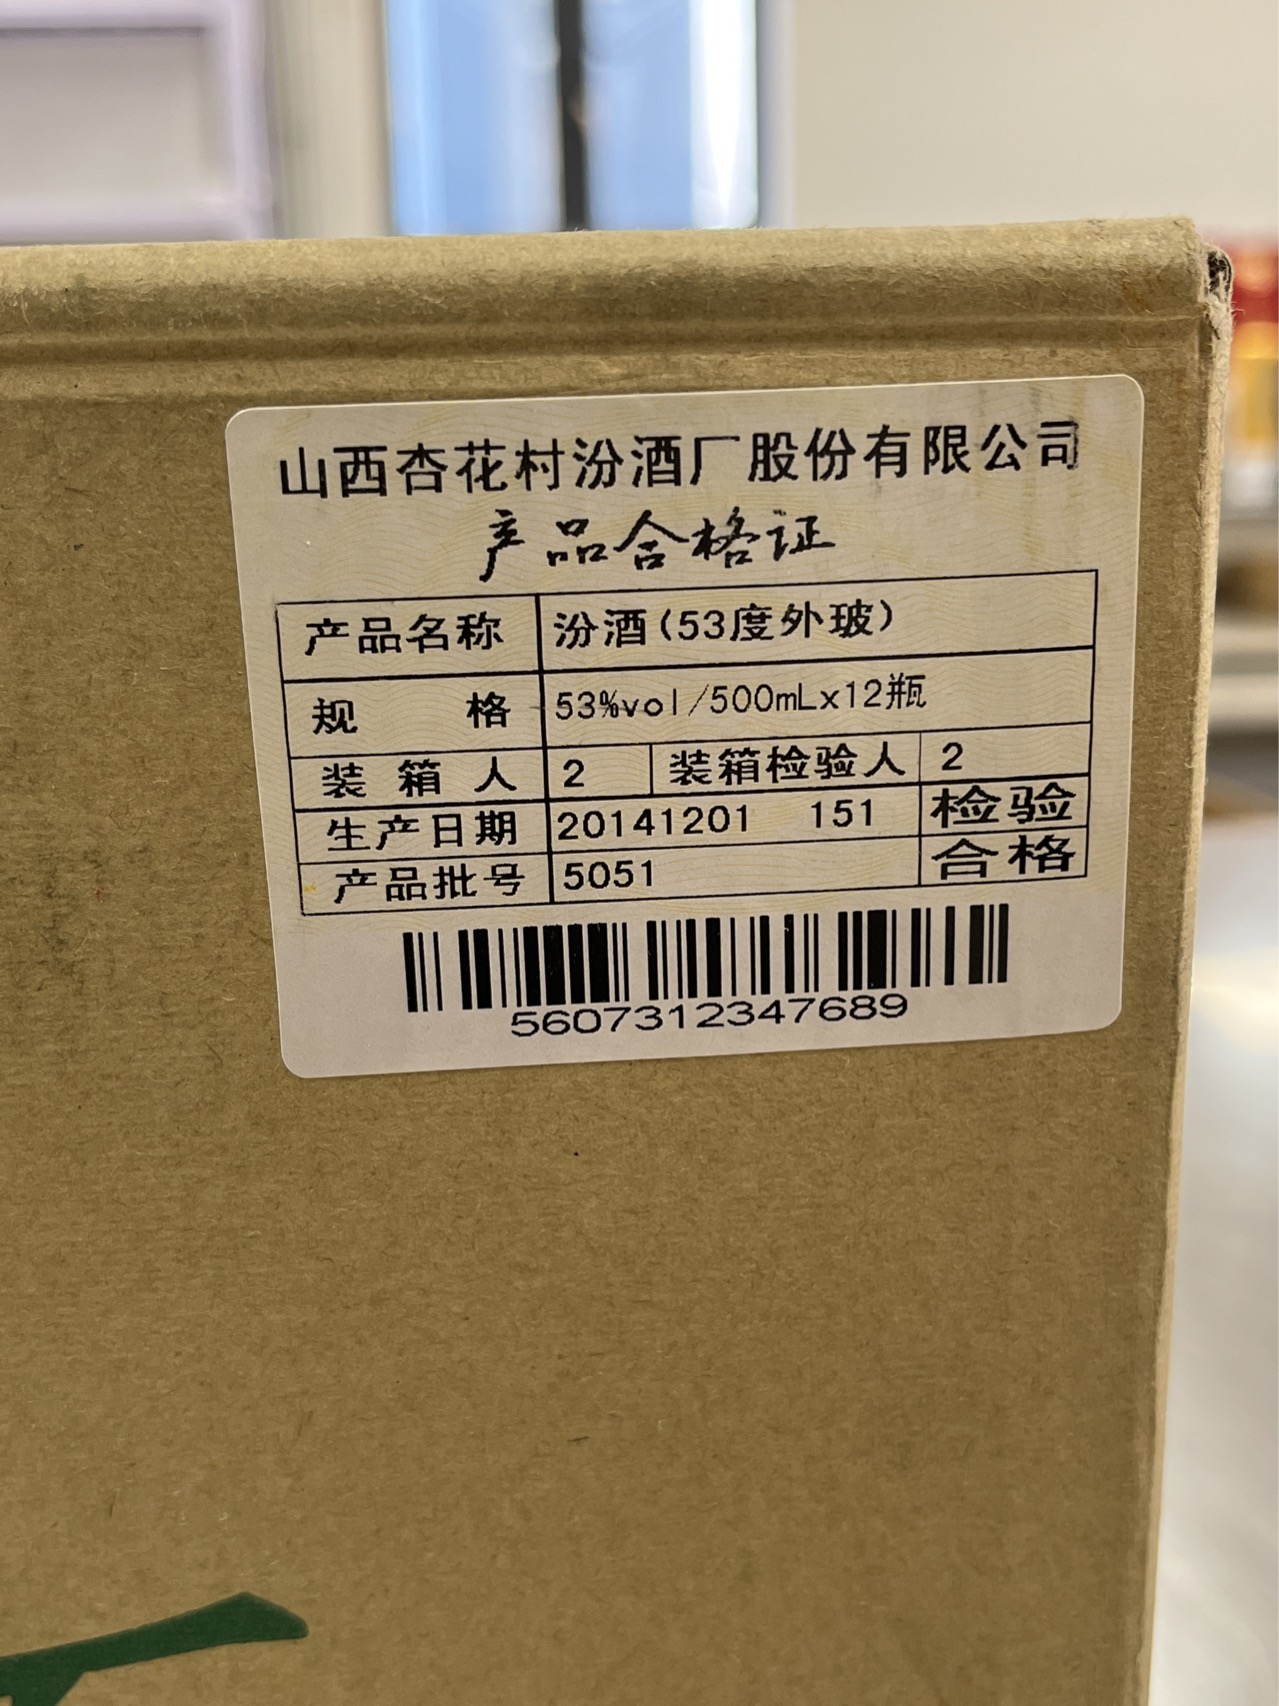 山西杏花村汾酒厂股份有限公司
产品合格证
产品名称 汾酒(53度外玻)
规 格 53%vol/500mLx12瓶
装 箱 人 2 装箱检验人 2
生产日期 20141201 151 检验
产品批号 5051 合格
5607312347689